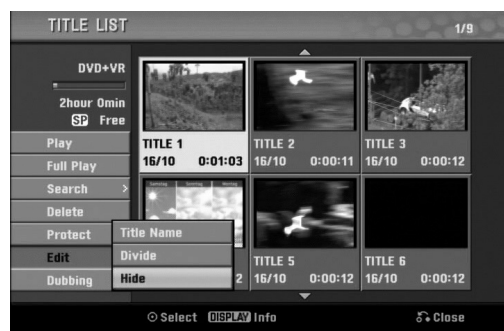 TITLE LIST
1/9
DVD+VR
2hour 0min
SP Free
Play
Full Play
Search >
Delete
Protect
Edit
Dubbing
Title Name
Divide
Hide
TITLE 1
16/10 0:01:03
TITLE 2
16/10 0:00:11
TITLE 3
16/10 0:00:12
Samstag Sonntag Montag
2
TITLE 5
16/10 0:00:12
TITLE 6
16/10 0:00:12
Select DISPLAY Info
Close